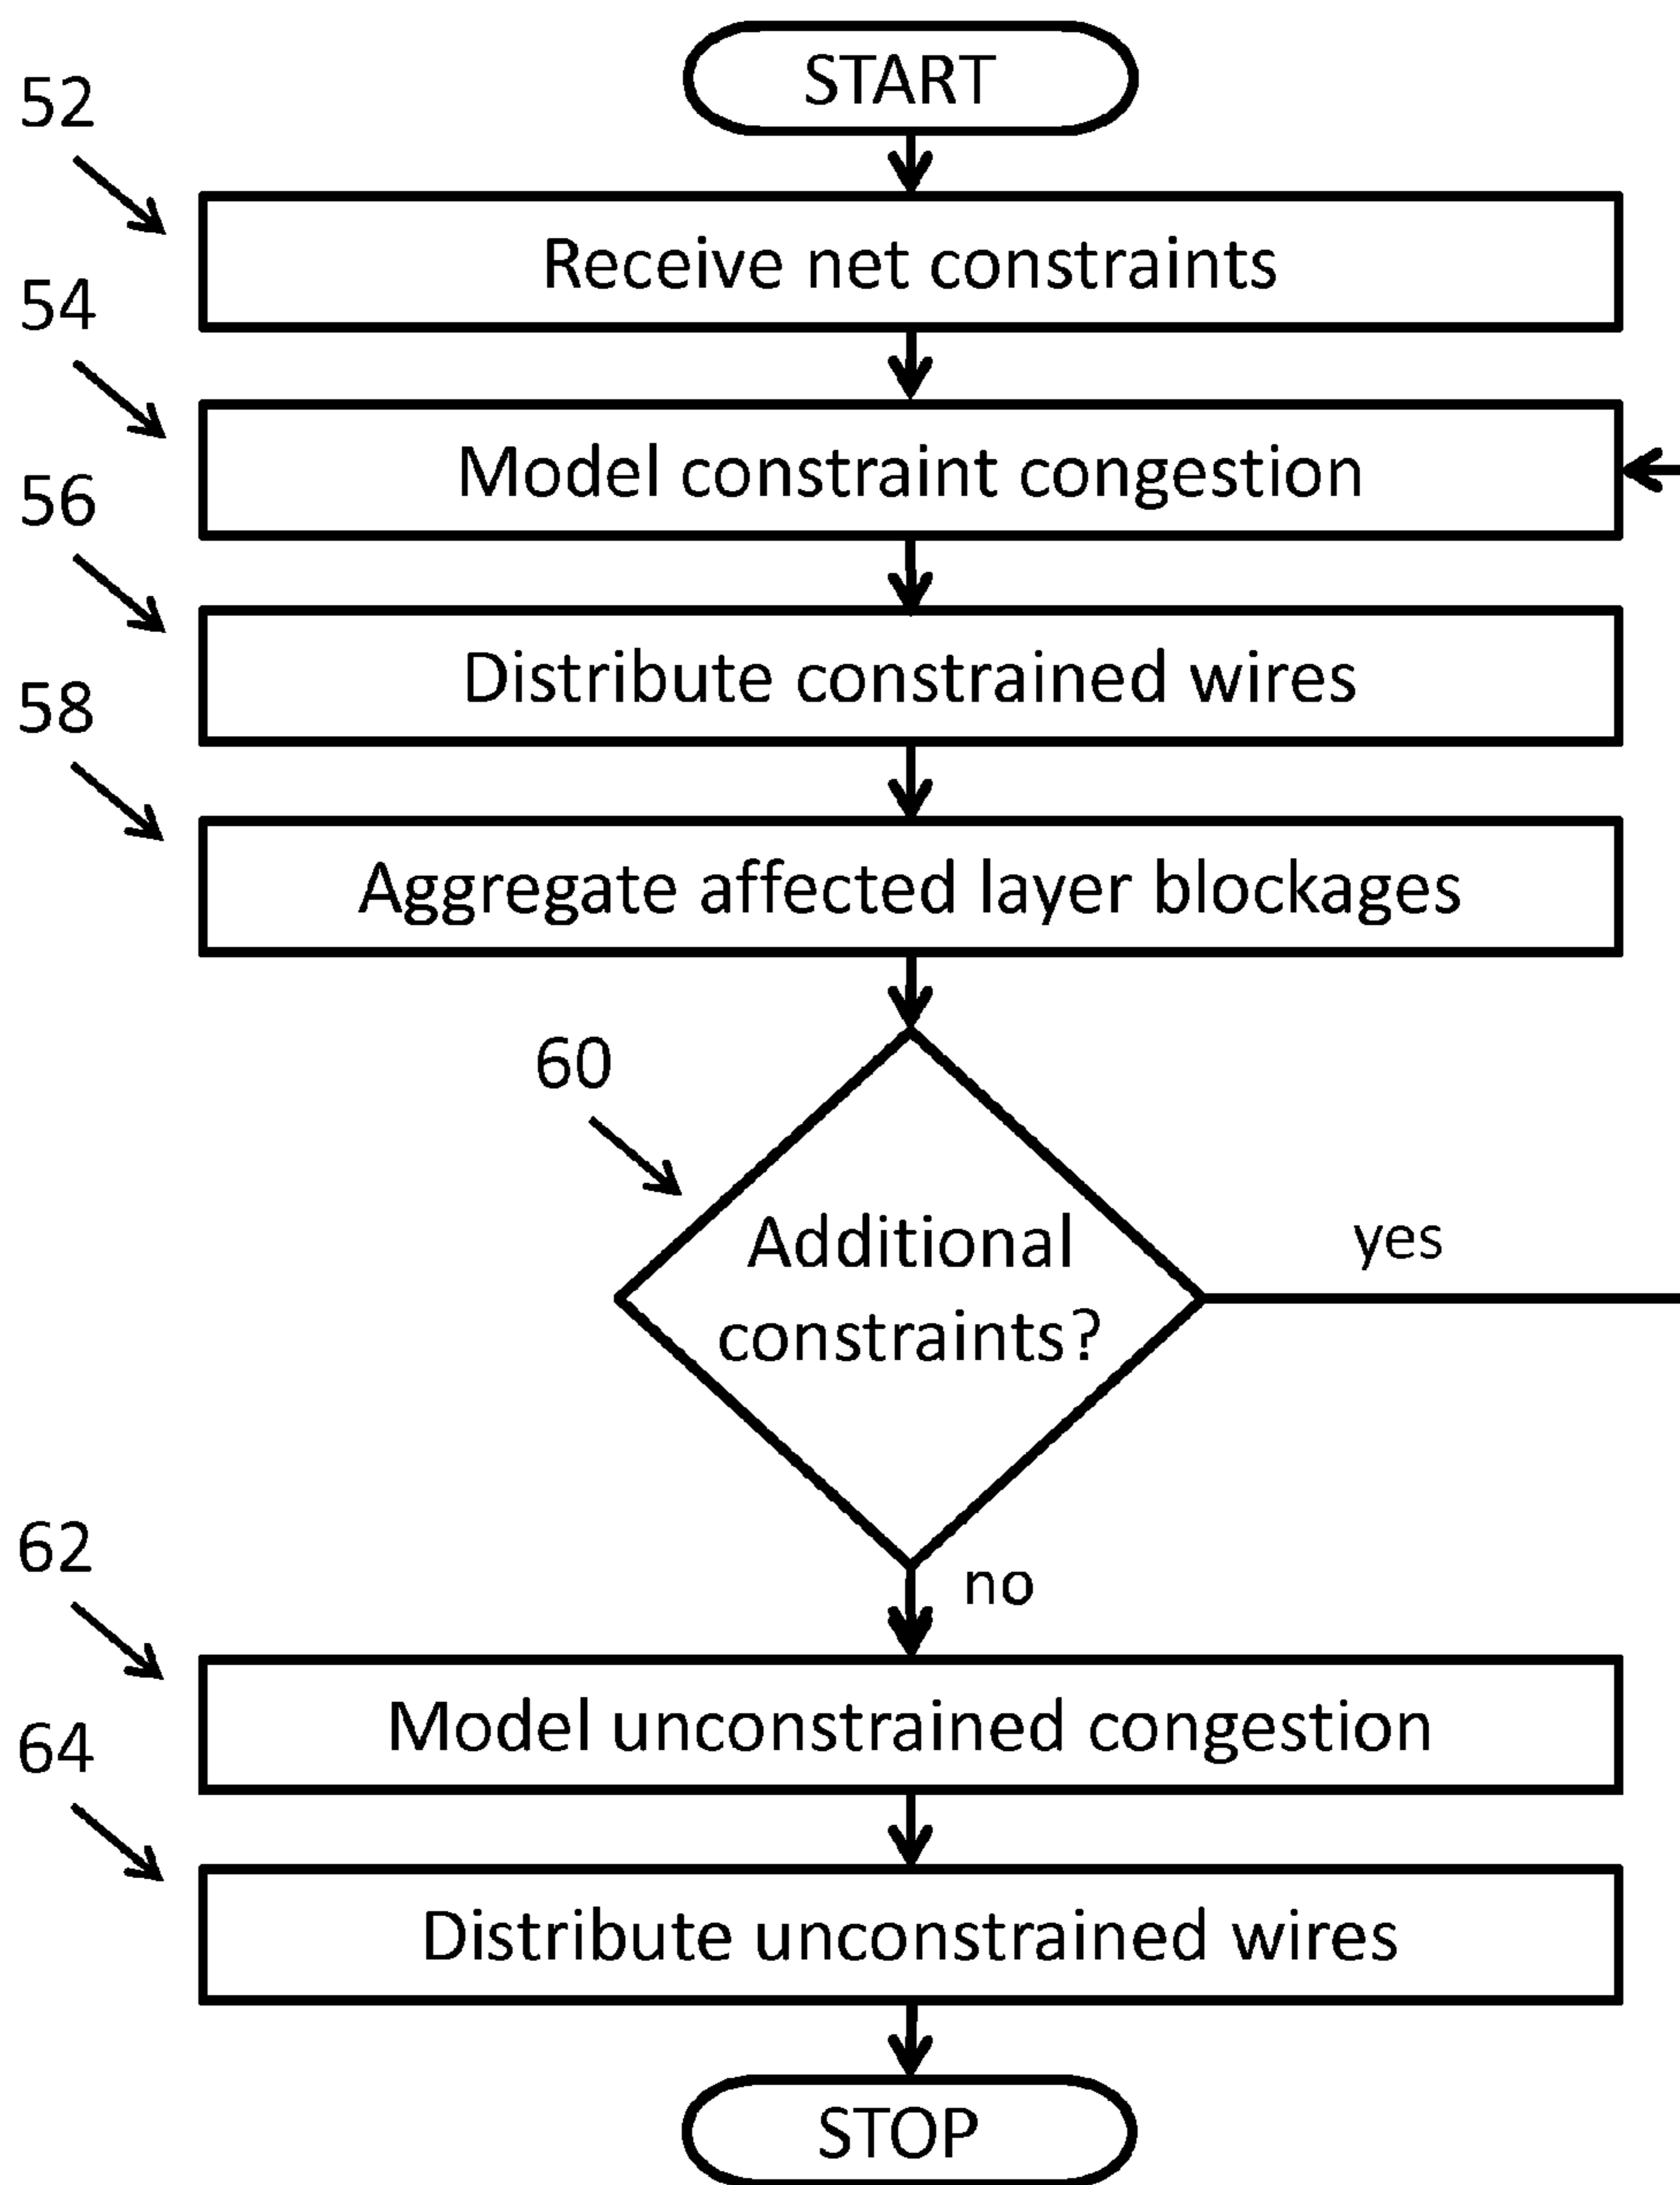 START
52
Receive net constraints
54
Model constraint congestion
56
Distribute constrained wires
58
Aggregate affected layer blockages
60
Additional
constraints?
yes
no
62
Model unconstrained congestion
64
Distribute unconstrained wires
STOP